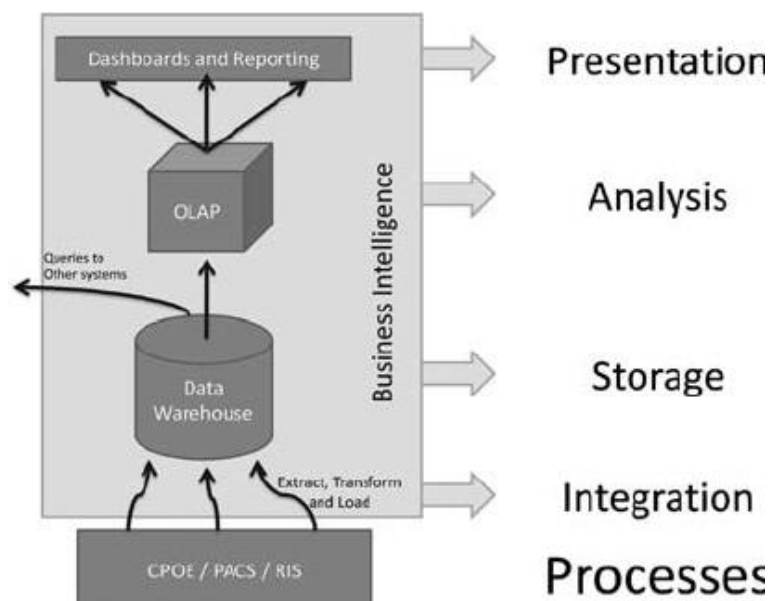 Dashboards and Reporting
Presentation
OLAP
Analysis
Queries to
Other systems
Business Intelligence
Data
Warehouse
Storage
Extract, Transform
and Load
Integration
CPOE / PACS / RIS
Processes